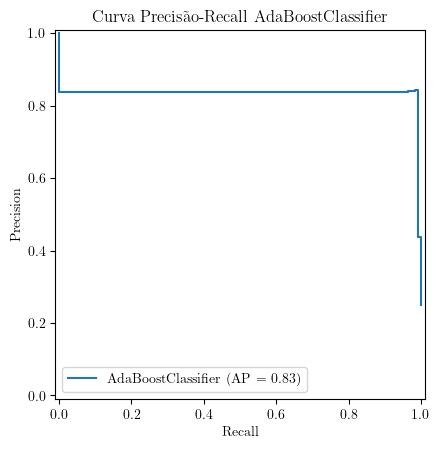 Curva Precisão-Recall AdaBoostClassifier
1.0
0.8
0.6
0.4
0.2
0.0
Precision
AdaBoostClassifier (AP = 0.83)
0.0 0.2 0.4 0.6 0.8 1.0
Recall